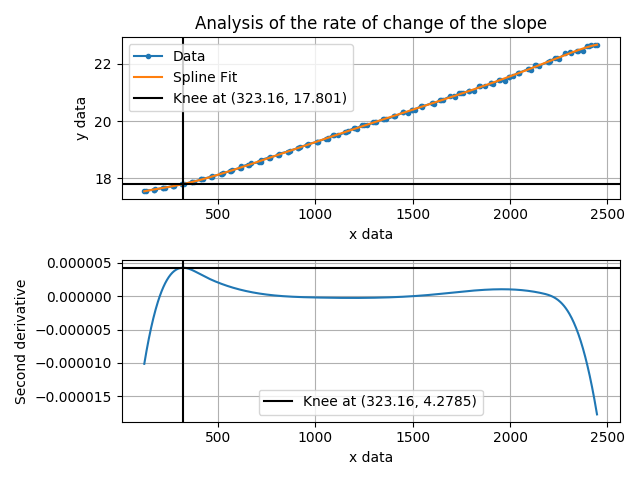 Analysis of the rate of change of the slope
Data
Spline Fit
Knee at (323.16, 17.801)
y data
22
20
18
500 1000 1500 2000 2500
x data
Second derivative
0.000005
0.000000
−0.000005
−0.000010
−0.000015
Knee at (323.16, 4.2785)
500 1000 1500 2000 2500
x data